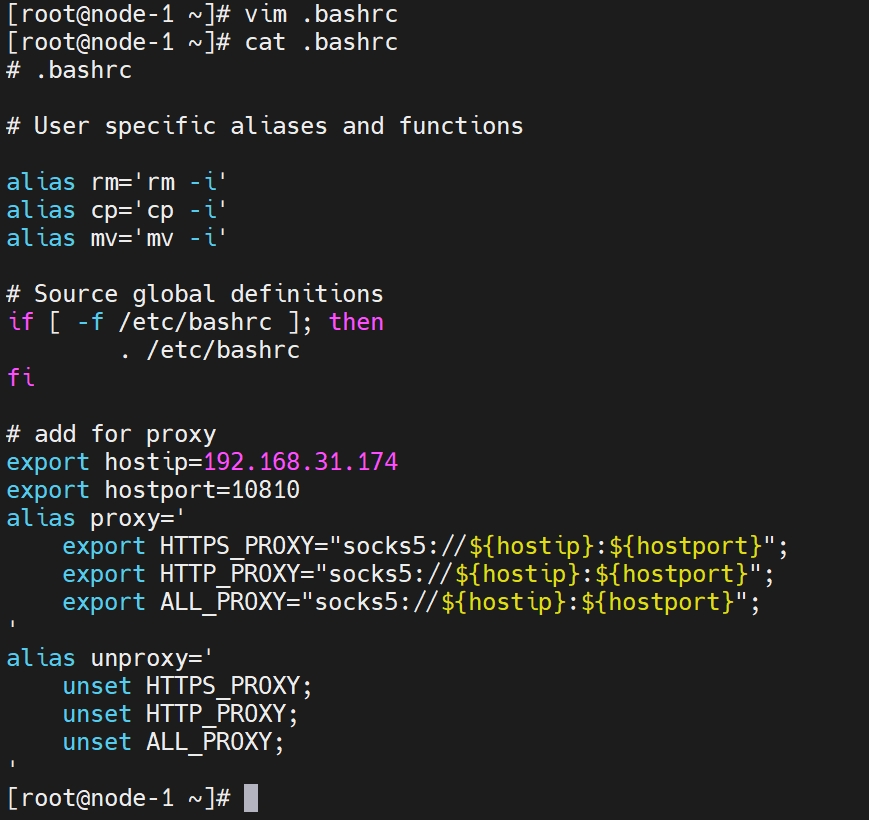 [root@node-1 ~]# vim .bashrc
[root@node-1 ~]# cat .bashrc
# .bashrc

# User specific aliases and functions

alias rm='rm -i'
alias cp='cp -i'
alias mv='mv -i'

# Source global definitions
if [ -f /etc/bashrc ]; then
        . /etc/bashrc
fi

# add for proxy
export hostip=192.168.31.174
export hostport=10810
alias proxy='
    export HTTPS_PROXY="socks5://${hostip}:${hostport}";
    export HTTP_PROXY="socks5://${hostip}:${hostport}";
    export ALL_PROXY="socks5://${hostip}:${hostport}";
'
alias unproxy='
    unset HTTPS_PROXY;
    unset HTTP_PROXY;
    unset ALL_PROXY;
'
[root@node-1 ~]#